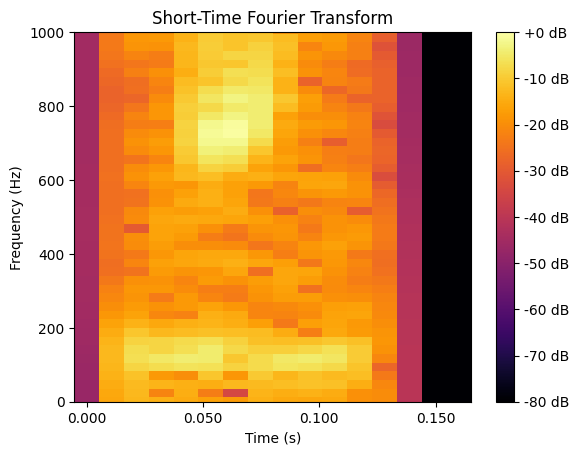 Short-Time Fourier Transform
Frequency (Hz)
1000
800
600
400
200
0
0.000
0.050
0.100
0.150
Time (s)
+0 dB
-10 dB
-20 dB
-30 dB
-40 dB
-50 dB
-60 dB
-70 dB
-80 dB